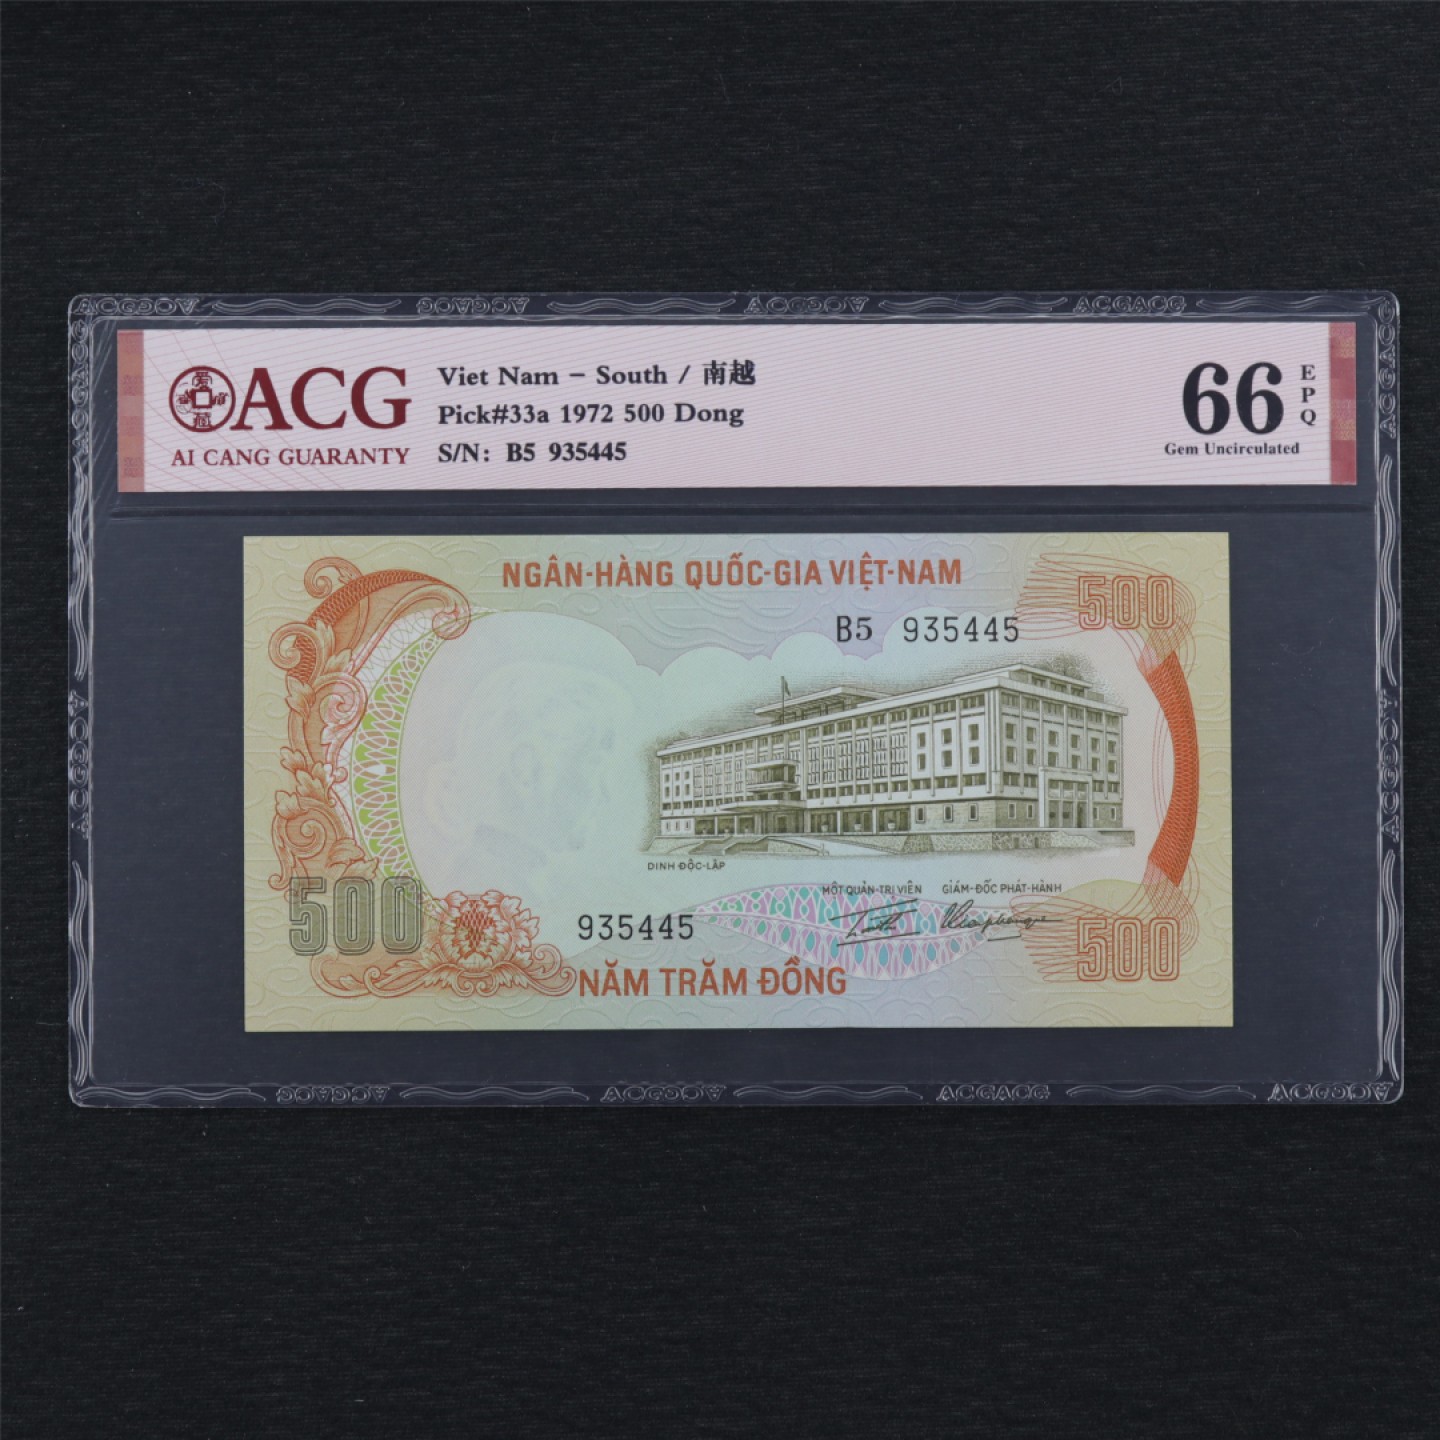 ACG
AI CANG GUARANTY
Viet Nam – South / 南越
Pick#33a 1972 500 Dong
S/N: B5 935445
66
EPQ
Gem Uncirculated
NGÂN-HÀNG QUỐC-GIA VIỆT-NAM
500
B5 935445
DINH ĐỘC-LẬP
MỘT QUẢN-TRỊ VIÊN GIÁM-ĐỐC PHÁT-HÀNH
500
935445
500
NĂM TRĂM ĐỒNG